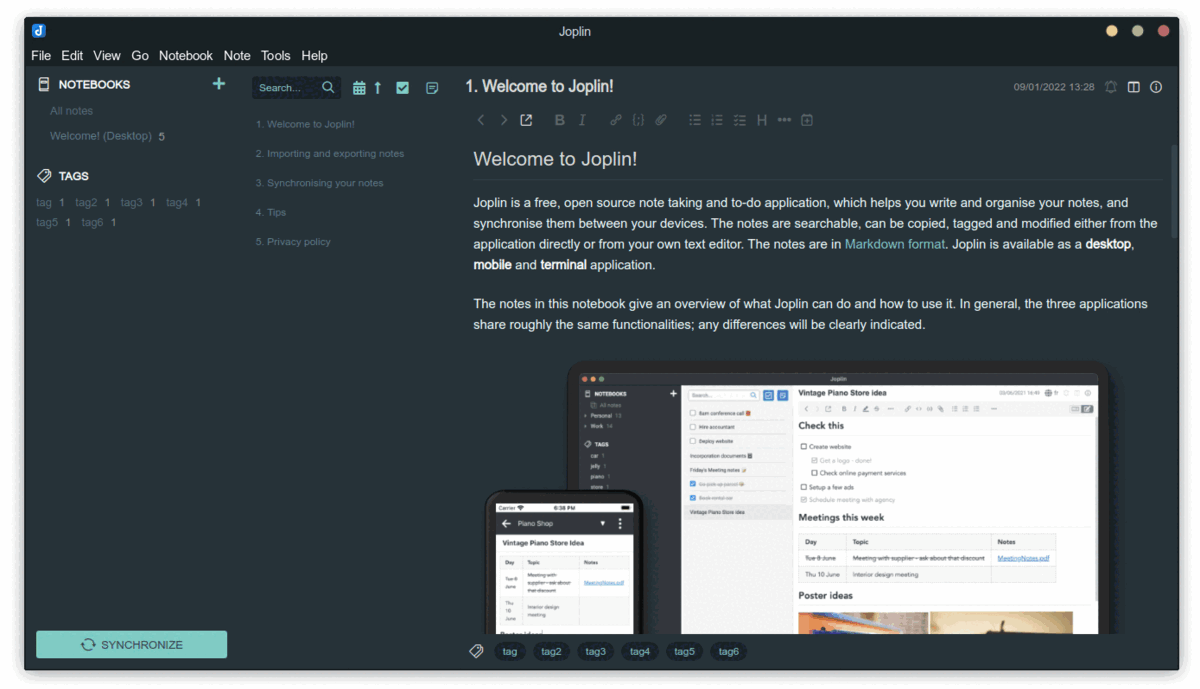 Joplin
File Edit View Go Notebook Note Tools Help
NOTEBOOKS
All notes
Welcome! (Desktop) 5
TAGS
tag 1 tag2 1 tag3 1 tag4 1
tag5 1 tag6 1
SYNCHRONIZE
Search...
1. Welcome to Joplin!
2. Importing and exporting notes
3. Synchronising your notes
4. Tips
5. Privacy policy
1. Welcome to Joplin!
09/01/2022 13:28
Welcome to Joplin!
Joplin is a free, open source note taking and to-do application, which helps you write and organise your notes, and
synchronise them between your devices. The notes are searchable, can be copied, tagged and modified either from the
application directly or from your own text editor. The notes are in Markdown format. Joplin is available as a desktop,
mobile and terminal application.
The notes in this notebook give an overview of what Joplin can do and how to use it. In general, the three applications
share roughly the same functionalities; any differences will be clearly indicated.
Joplin
NOTEBOOKS
All notes
Personal 13
Work 14
TAGS
car 1
jelly 1
piano 1
store 1
Search...
Bam conference call
Hire accountant
Deploy website
Incorporation documents
Friday's Meeting notes
Vintage Piano Store idea
Vintage Piano Store idea
Check this
Create website
Get a logo - done!
Check online payment services
Setup a few ads
Schedule meeting with agency
Meetings this week
Day Topic Notes
Tue 8 June Meeting with supplier - ask about that discount MeetingNotes.pdf
Thu 10 June Interior design meeting
Poster ideas
Carrier 6:38 PM
Piano Shop
Vintage Piano Store Idea
Day Topic Notes
Tue 8 Meeting with
June supplier - ask about
that discount MeetingNotes.pdf
Thu
10 Interior design
June meeting
Poster ideas
tag tag2 tag3 tag4 tag5 tag6